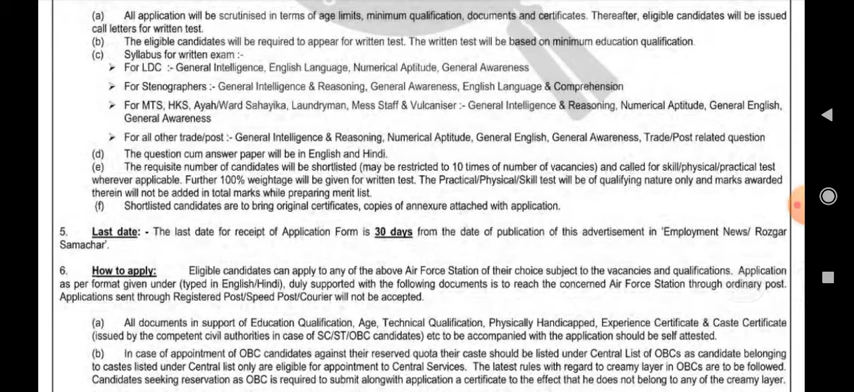 (a) All application will be scrutinised in terms of age limits, minimum qualification, documents and certificates. Thereafter, eligible candidates will be issued
call letters for written test.
(b) The eligible candidates will be required to appear for written test. The written test will be based on minimum education qualification.
(c) Syllabus for written exam :-
➢ For LDC :- General Intelligence, English Language, Numerical Aptitude, General Awareness
➢ For Stenographers :- General Intelligence & Reasoning, General Awareness, English Language & Comprehension
➢ For MTS, HKS, Ayah/Ward Sahayika, Laundryman, Mess Staff & Vulcaniser :- General Intelligence & Reasoning, Numerical Aptitude, General English,
General Awareness
➢ For all other trade/post :- General Intelligence & Reasoning, Numerical Aptitude, General English, General Awareness, Trade/Post related question
(d) The question cum answer paper will be in English and Hindi.
(e) The requisite number of candidates will be shortlisted (may be restricted to 10 times of number of vacancies) and called for skill/physical/practical test
wherever applicable. Further 100% weightage will be given for written test. The Practical/Physical/Skill test will be of qualifying nature only and marks awarded
therein will not be added in total marks while preparing merit list.
(f) Shortlisted candidates are to bring original certificates, copies of annexure attached with application.
5. Last date: - The last date for receipt of Application Form is 30 days from the date of publication of this advertisement in 'Employment News/ Rozgar
Samachar'.
6. How to apply: Eligible candidates can apply to any of the above Air Force Station of their choice subject to the vacancies and qualifications. Application
as per format given under (typed in English/Hindi), duly supported with the following documents is to reach the concerned Air Force Station through ordinary post.
Applications sent through Registered Post/Speed Post/Courier will not be accepted.
(a) All documents in support of Education Qualification, Age, Technical Qualification, Physically Handicapped, Experience Certificate & Caste Certificate
(issued by the competent civil authorities in case of SC/ST/OBC candidates) etc to be accompanied with the application should be self attested.
(b) In case of appointment of OBC candidates against their reserved quota their caste should be listed under Central List of OBCs as candidate belonging
to castes listed under Central list only are eligible for appointment to Central Services. The latest rules with regard to creamy layer in OBCs are to be followed.
Candidates seeking reservation as OBC is required to submit alongwith application a certificate to the effect that he does not belong to any of the creamy layer.